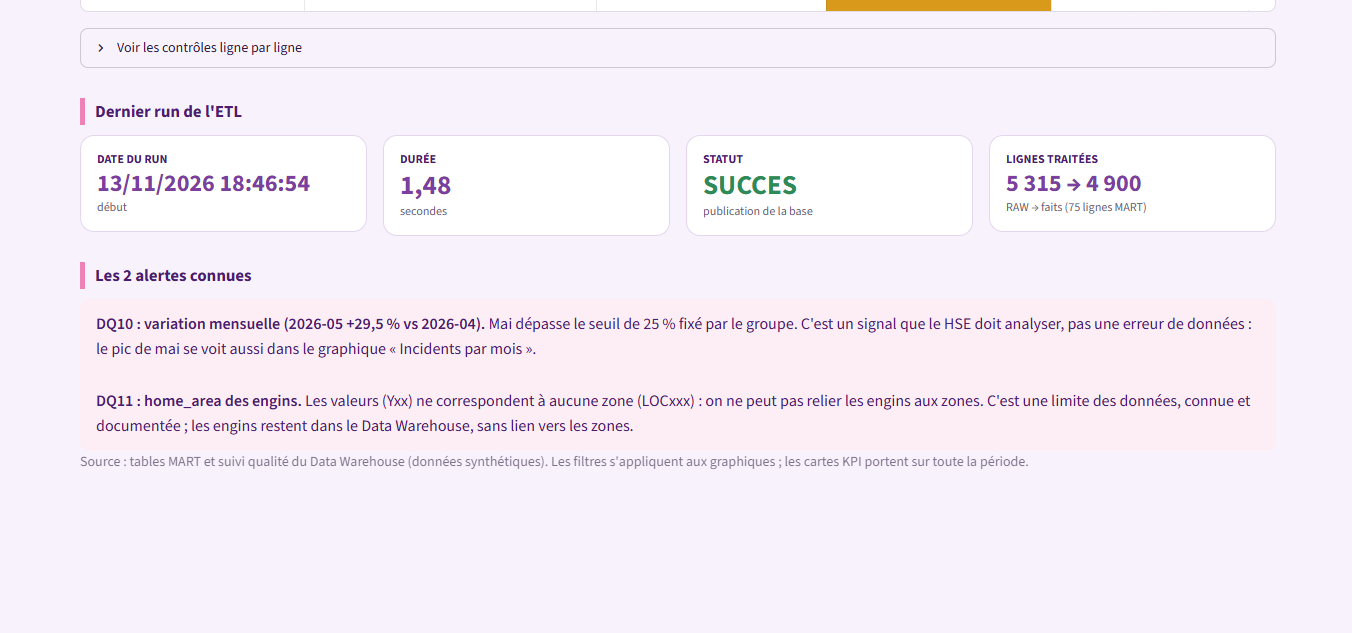 Voir les contrôles ligne par ligne
Dernier run de l'ETL
DATE DU RUN
13/11/2026 18:46:54
début
DURÉE
1,48
secondes
STATUT
SUCCES
publication de la base
LIGNES TRAITÉES
5 315 → 4 900
RAW → faits (75 lignes MART)
Les 2 alertes connues
DQ10 : variation mensuelle (2026-05 +29,5 % vs 2026-04). Mai dépasse le seuil de 25 % fixé par le groupe. C'est un signal que le HSE doit analyser, pas une erreur de données :
le pic de mai se voit aussi dans le graphique « Incidents par mois ».
DQ11 : home_area des engins. Les valeurs (Yxx) ne correspondent à aucune zone (LOCxxx) : on ne peut pas relier les engins aux zones. C'est une limite des données, connue et
documentée ; les engins restent dans le Data Warehouse, sans lien vers les zones.
Source : tables MART et suivi qualité du Data Warehouse (données synthétiques). Les filtres s'appliquent aux graphiques ; les cartes KPI portent sur toute la période.